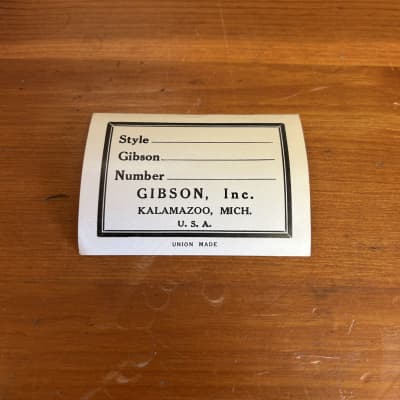 Style
Gibson
Number
GIBSON, Inc.
KALAMAZOO, MICH.
U. S. A.
UNION MADE